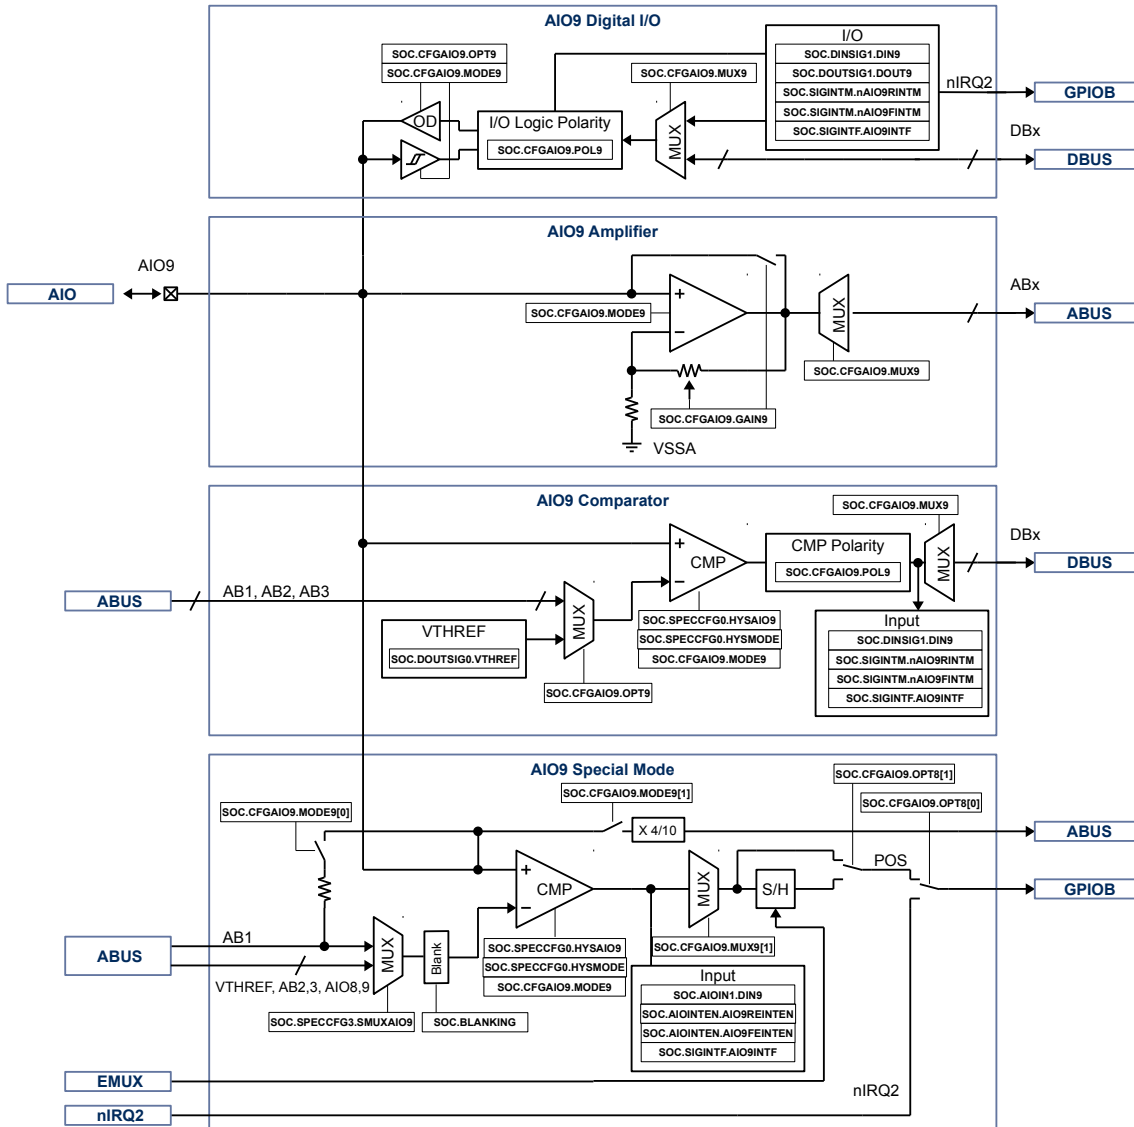 AIO9 Digital I/O
SOC.CFGAIO9.OPT9
SOC.CFGAIO9.MODE9
SOC.CFGAIO9.MUX9
I/O
SOC.DINSIG1.DIN9
SOC.DOUTSIG1.DOUT9
SOC.SIGINTM.nAIO9RINTM
SOC.SIGINTM.nAIO9FINTM
SOC.SIGINTF.AIO9INTF
nIRQ2
GPIOB
OD
I/O Logic Polarity
SOC.CFGAIO9.POL9
MUX
DBx
DBUS
AIO9 Amplifier
AIO9
AIO
SOC.CFGAIO9.MODE9
+
−
MUX
ABx
ABUS
SOC.CFGAIO9.MUX9
SOC.CFGAIO9.GAIN9
VSSA
AIO9 Comparator
SOC.CFGAIO9.MUX9
+
−
CMP
CMP Polarity
SOC.CFGAIO9.POL9
MUX
DBx
DBUS
ABUS
AB1, AB2, AB3
MUX
VTHREF
SOC.DOUTSIG0.VTHREF
SOC.SPECCFG0.HYSAIO9
SOC.SPECCFG0.HYSMODE
SOC.CFGAIO9.MODE9
SOC.CFGAIO9.OPT9
Input
SOC.DINSIG1.DIN9
SOC.SIGINTM.nAIO9RINTM
SOC.SIGINTM.nAIO9FINTM
SOC.SIGINTF.AIO9INTF
AIO9 Special Mode
SOC.CFGAIO9.OPT8[1]
SOC.CFGAIO9.MODE9[1]
SOC.CFGAIO9.OPT8[0]
SOC.CFGAIO9.MODE9[0]
X 4/10
ABUS
+
−
CMP
MUX
S/H
POS
GPIOB
ABUS
AB1
MUX
Blank
VTHREF, AB2,3, AIO8,9
SOC.SPECCFG0.HYSAIO9
SOC.SPECCFG0.HYSMODE
SOC.CFGAIO9.MODE9
SOC.CFGAIO9.MUX9[1]
SOC.SPECCFG3.SMUXAIO9
SOC.BLANKING
Input
SOC.AIOIN1.DIN9
SOC.AIOINTEN.AIO9REINTEN
SOC.AIOINTEN.AIO9FEINTEN
SOC.SIGINTF.AIO9INTF
EMUX
nIRQ2
nIRQ2